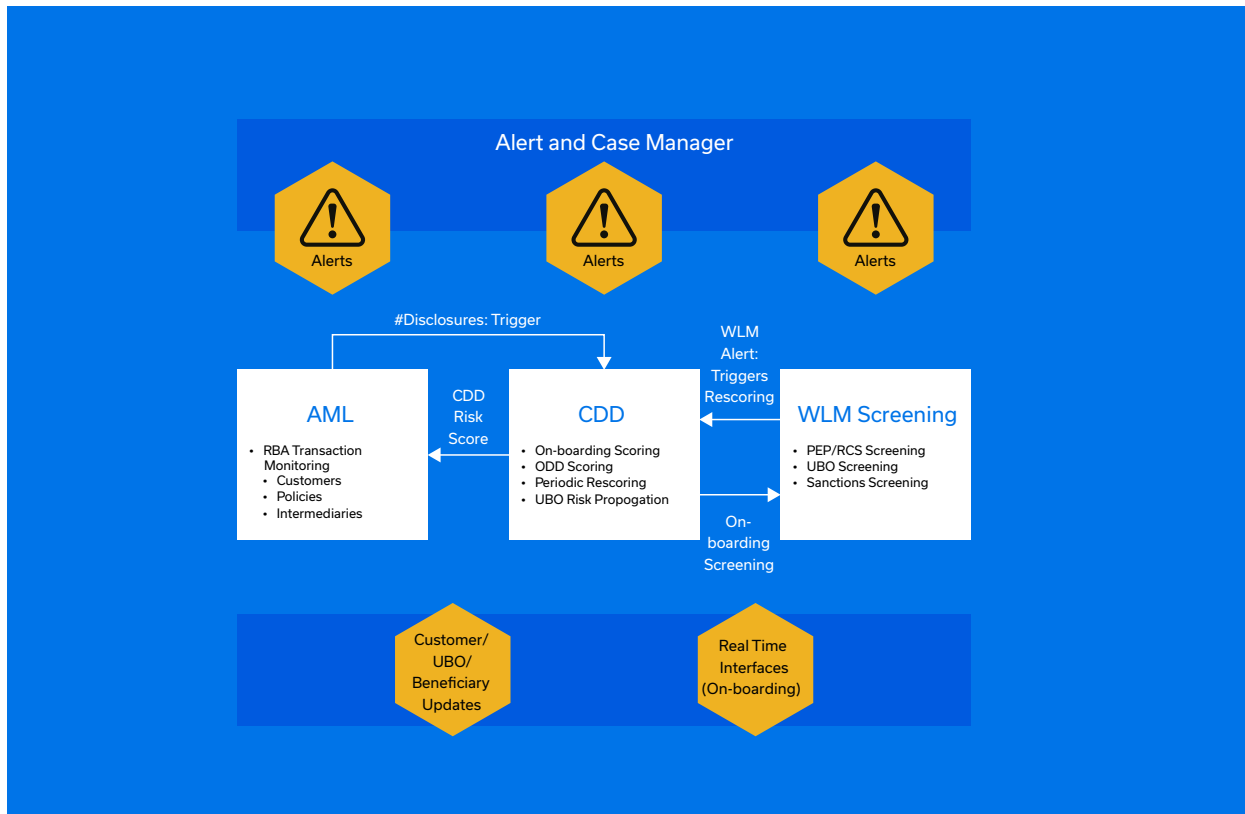 Alert and Case Manager
Alerts
Alerts
Alerts
#Disclosures: Trigger
WLM
Alert:
Triggers
Rescoring
AML
• RBA Transaction
Monitoring
• Customers
• Policies
• Intermediaries
CDD
Risk
Score
CDD
• On-boarding Scoring
• ODD Scoring
• Periodic Rescoring
• UBO Risk Propogation
WLM Screening
• PEP/RCS Screening
• UBO Screening
• Sanctions Screening
On-
boarding
Screening
Customer/
UBO/
Beneficiary
Updates
Real Time
Interfaces
(On-boarding)